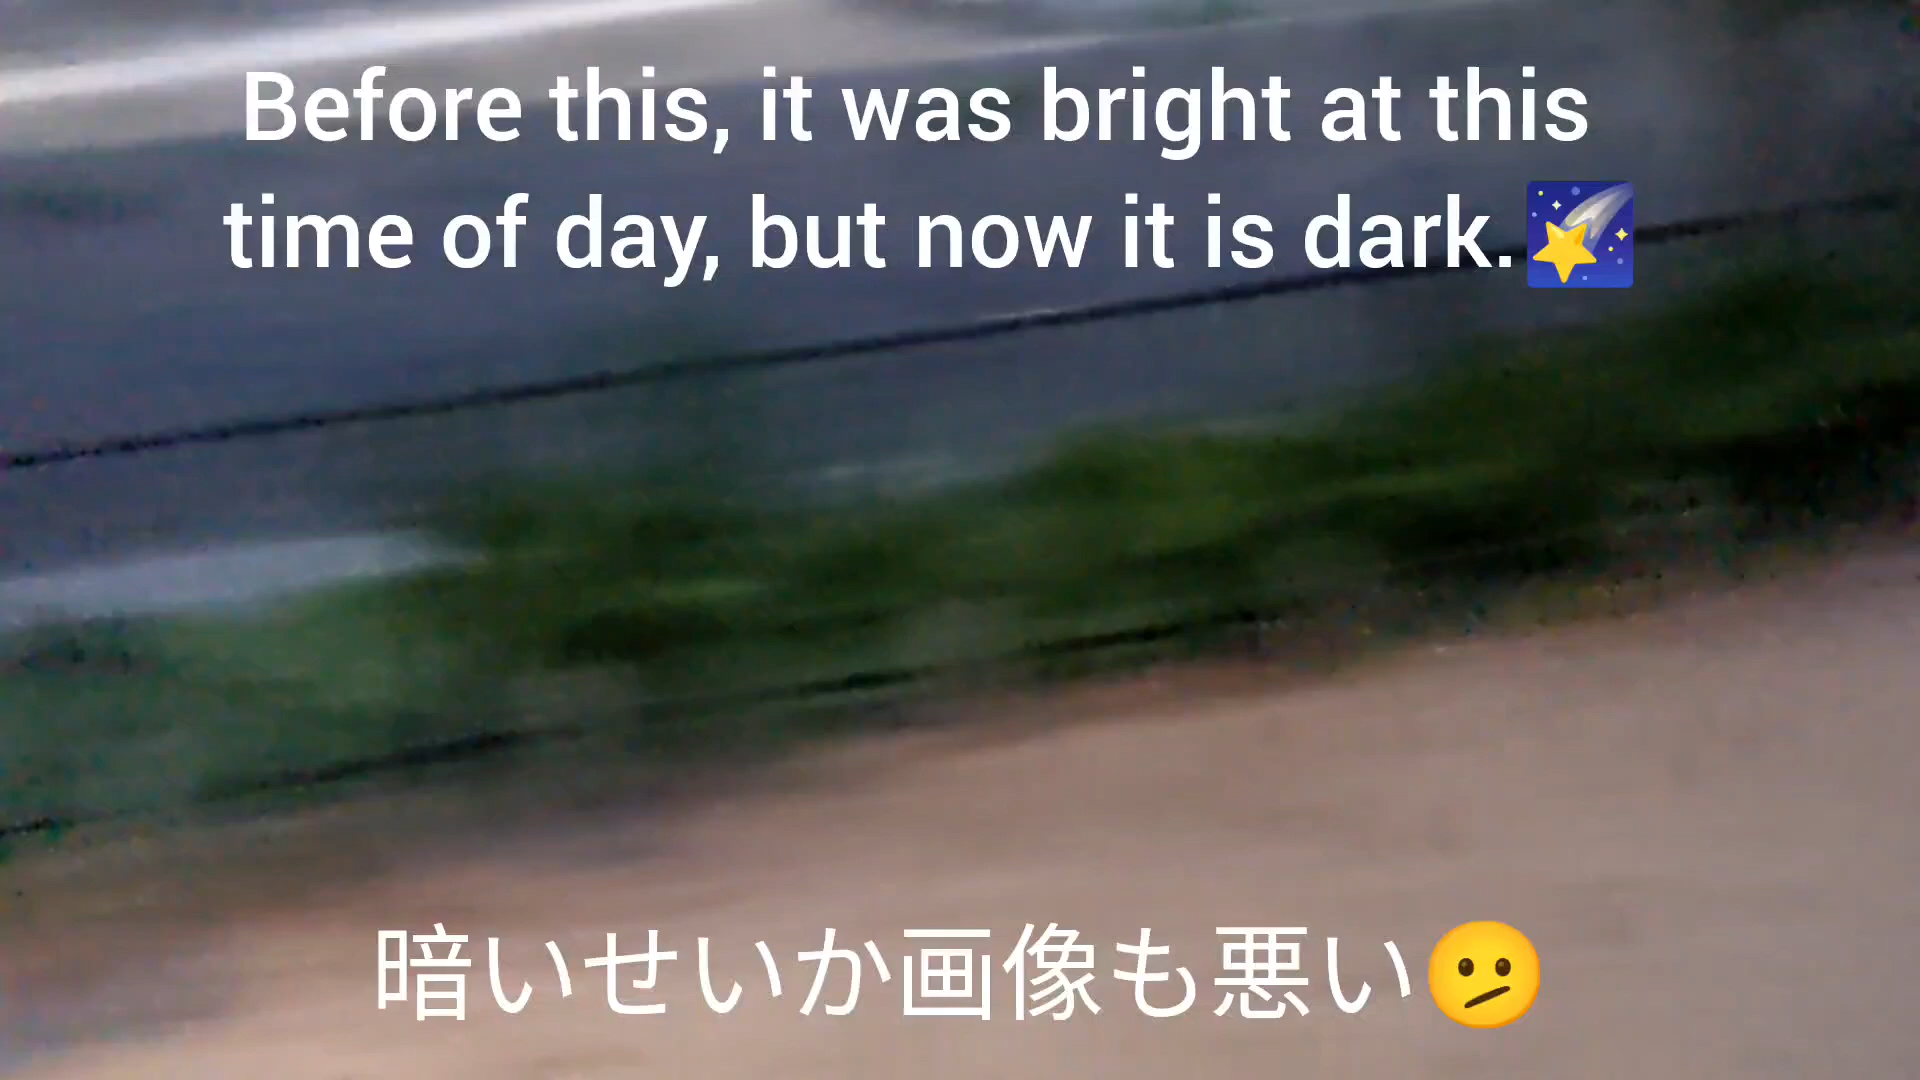 Before this, it was bright at this
time of day, but now it is dark.🌠
暗いせいか画像も悪い🫤